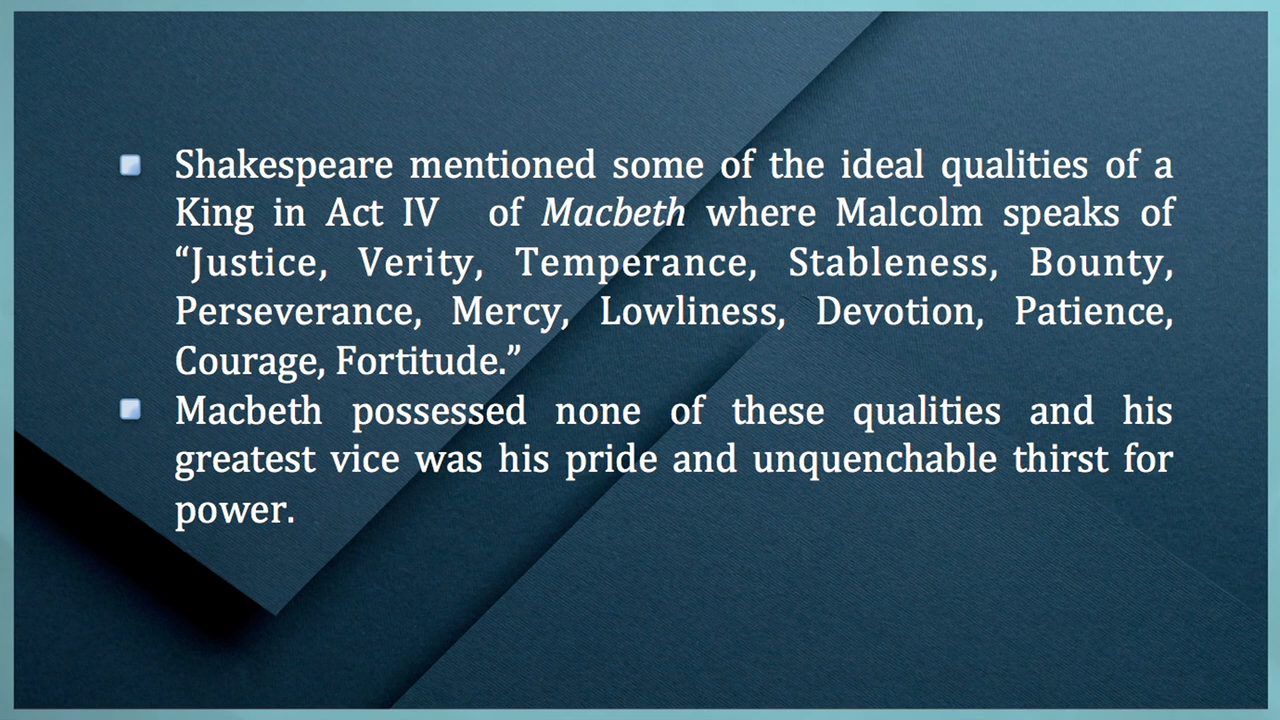 Shakespeare mentioned some of the ideal qualities of a
King in Act IV of Macbeth where Malcolm speaks of
“Justice, Verity, Temperance, Stableness, Bounty,
Perseverance, Mercy, Lowliness, Devotion, Patience,
Courage, Fortitude.”
Macbeth possessed none of these qualities and his
greatest vice was his pride and unquenchable thirst for
power.